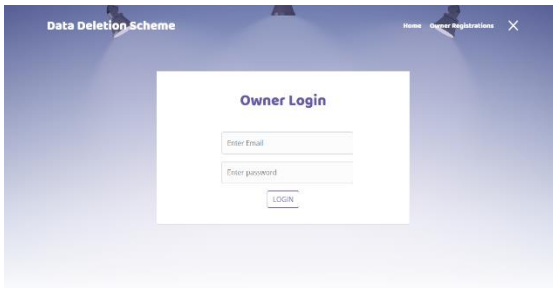 Data Deletion Scheme
Home Owner Registrations
Owner Login
Enter Email
Enter password
LOGIN